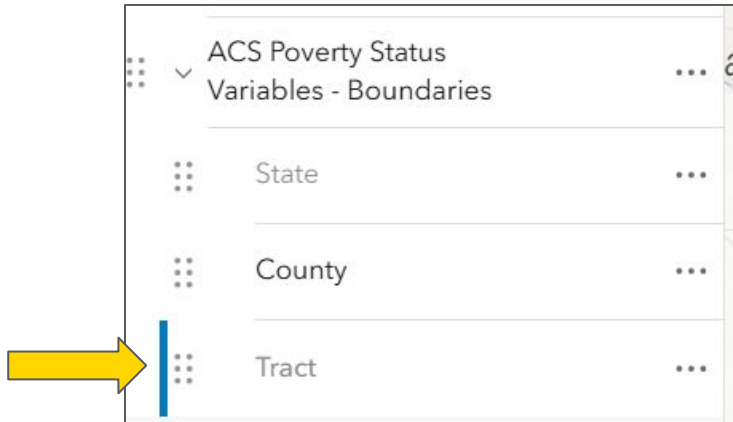 ACS Poverty Status
Variables - Boundaries
State
County
Tract